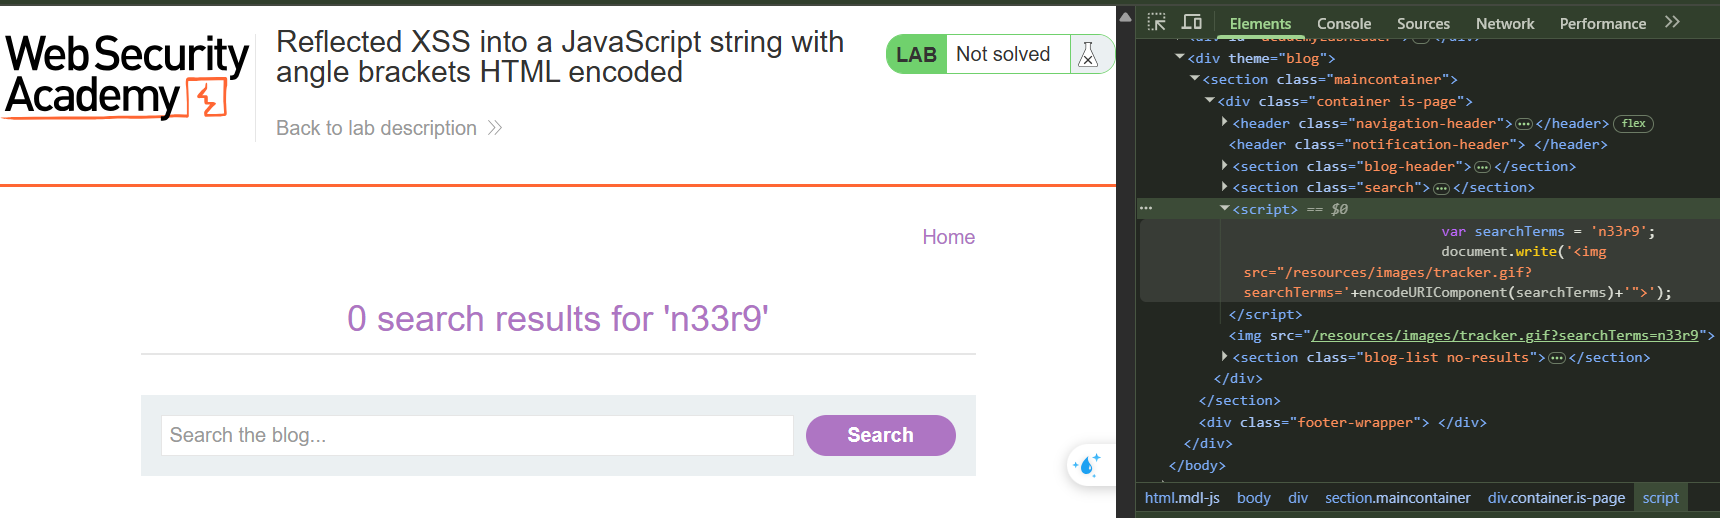 Web Security
Academy
Reflected XSS into a JavaScript string with
angle brackets HTML encoded
Back to lab description
LAB
Not solved
Home
0 search results for 'n33r9'
Search the blog...
Search
Elements
Console
Sources
Network
Performance
<div theme="blog">
<section class="maincontainer">
<div class="container is-page">
<header class="navigation-header">…</header> flex
<header class="notification-header"> </header>
<section class="blog-header">…</section>
<section class="search">…</section>
… <script> == $0
var searchTerms = 'n33r9';
document.write('<img
src="/resources/images/tracker.gif?
searchTerms='+encodeURIComponent(searchTerms)+'">');
</script>
<img src="/resources/images/tracker.gif?searchTerms=n33r9">
<section class="blog-list no-results">…</section>
</div>
</section>
<div class="footer-wrapper"> </div>
</div>
</body>
html.mdl-js body div section.maincontainer div.container.is-page script